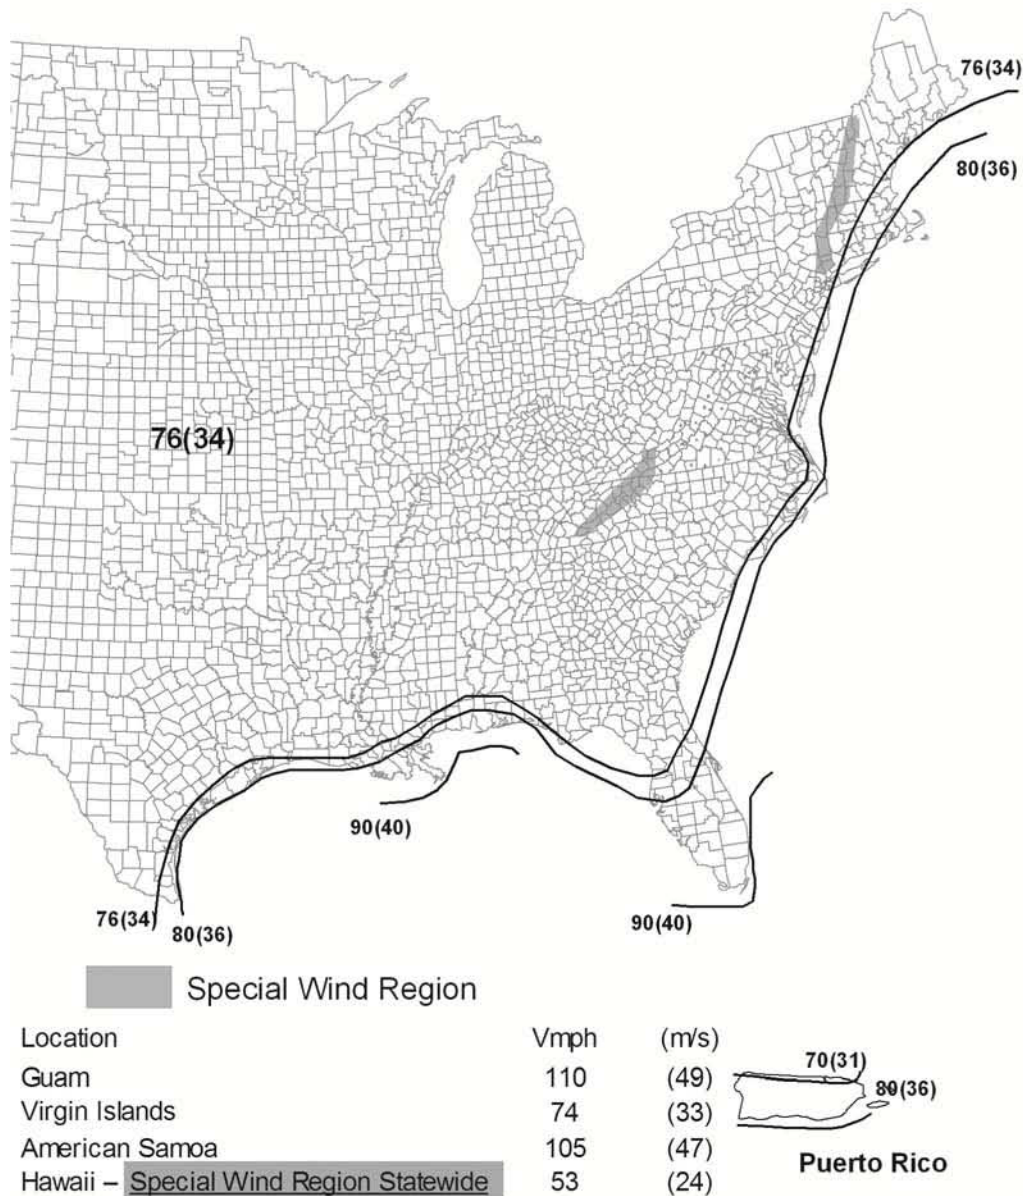 76(34)
80(36)
76(34)
90(40)
76(34)
80(36)
90(40)
Special Wind Region
Location Vmph (m/s)
Guam 110 (49)
Virgin Islands 74 (33)
American Samoa 105 (47)
Hawaii – Special Wind Region Statewide 53 (24)
70(31)
80(36)
Puerto Rico